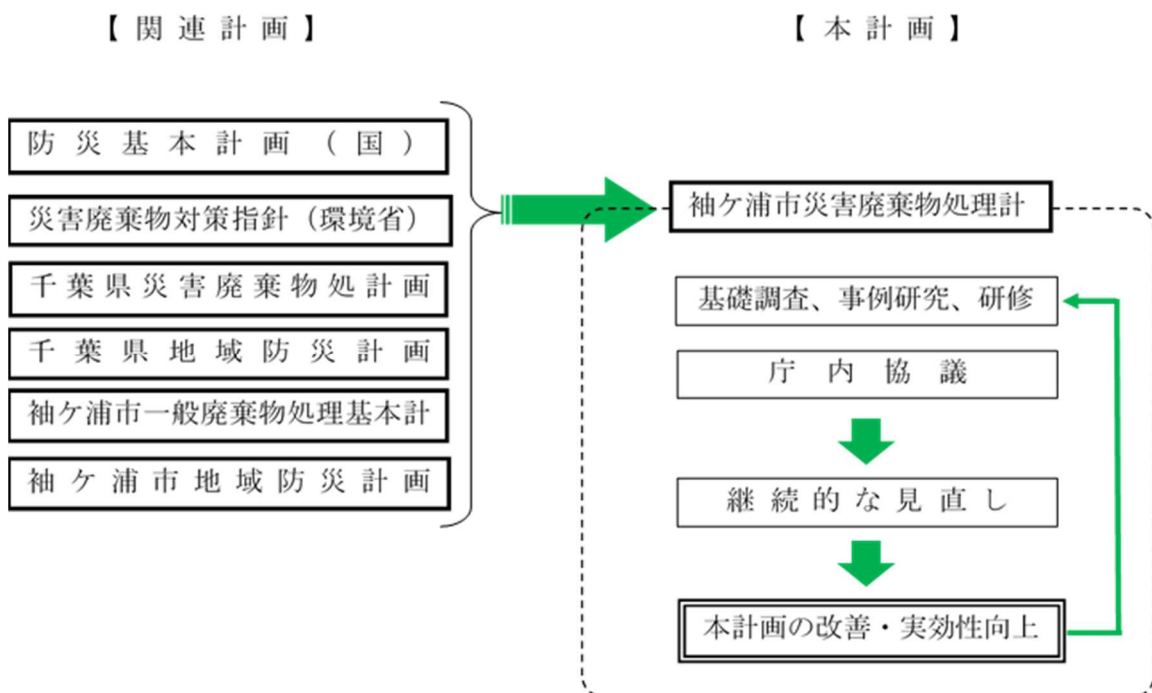 【関連計画】
【本計画】
防災基本計画（国）
災害廃棄物対策指針（環境省）
千葉県災害廃棄物処計画
千葉県地域防災計画
袖ケ浦市一般廃棄物処理基本計
袖ケ浦市地域防災計画
袖ケ浦市災害廃棄物処理計
基礎調査、事例研究、研修
庁内協議
継続的な見直し
本計画の改善・実効性向上